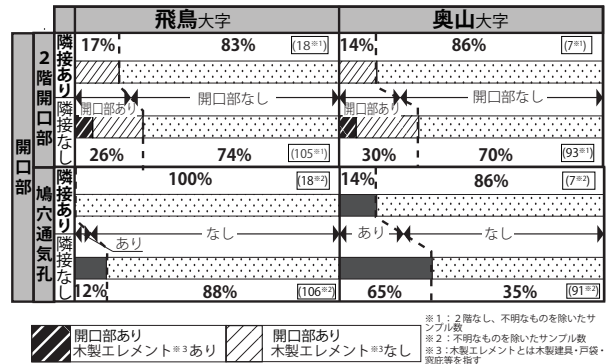 飛鳥大字 奥山大字
開口部
2階開口部
隣接あり 17% 83% (18※1) 14% 86% (7※1)
開口部あり 開口部なし 開口部あり 開口部なし
隣接なし 26% 74% (105※1) 30% 70% (93※1)
鳩穴通気孔
隣接あり 100% (18※2) 14% 86% (7※2)
あり なし あり なし
隣接なし 12% 88% (106※2) 65% 35% (91※2)
開口部あり
木製エレメント※3あり
開口部あり
木製エレメント※3なし
※1:2階なし、不明なものを除いたサ
ンプル数
※2:不明なものを除いたサンプル数
※3:木製エレメントとは木製建具・戸袋・
窓庇等を指す